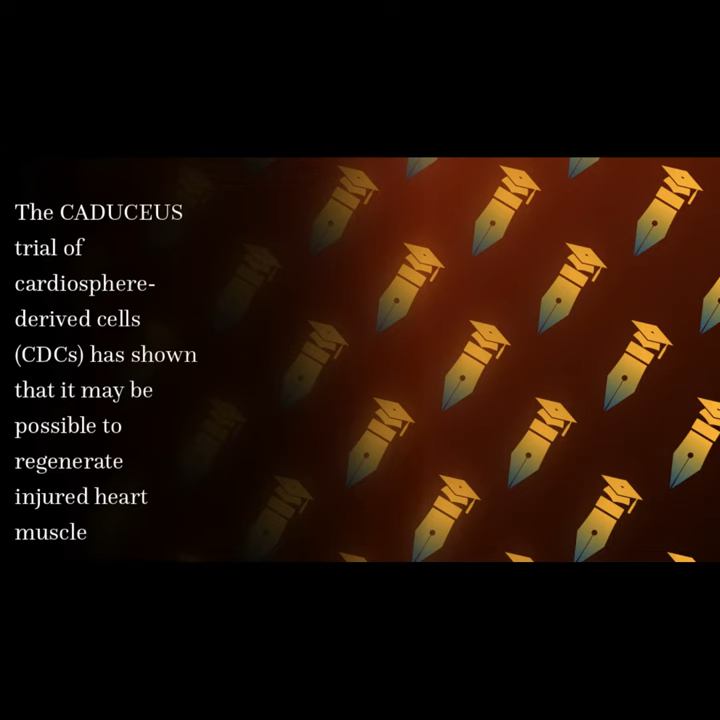 The CADUCEUS
trial of
cardiosphere-
derived cells
(CDCs) has shown
that it may be
possible to
regenerate
injured heart
muscle